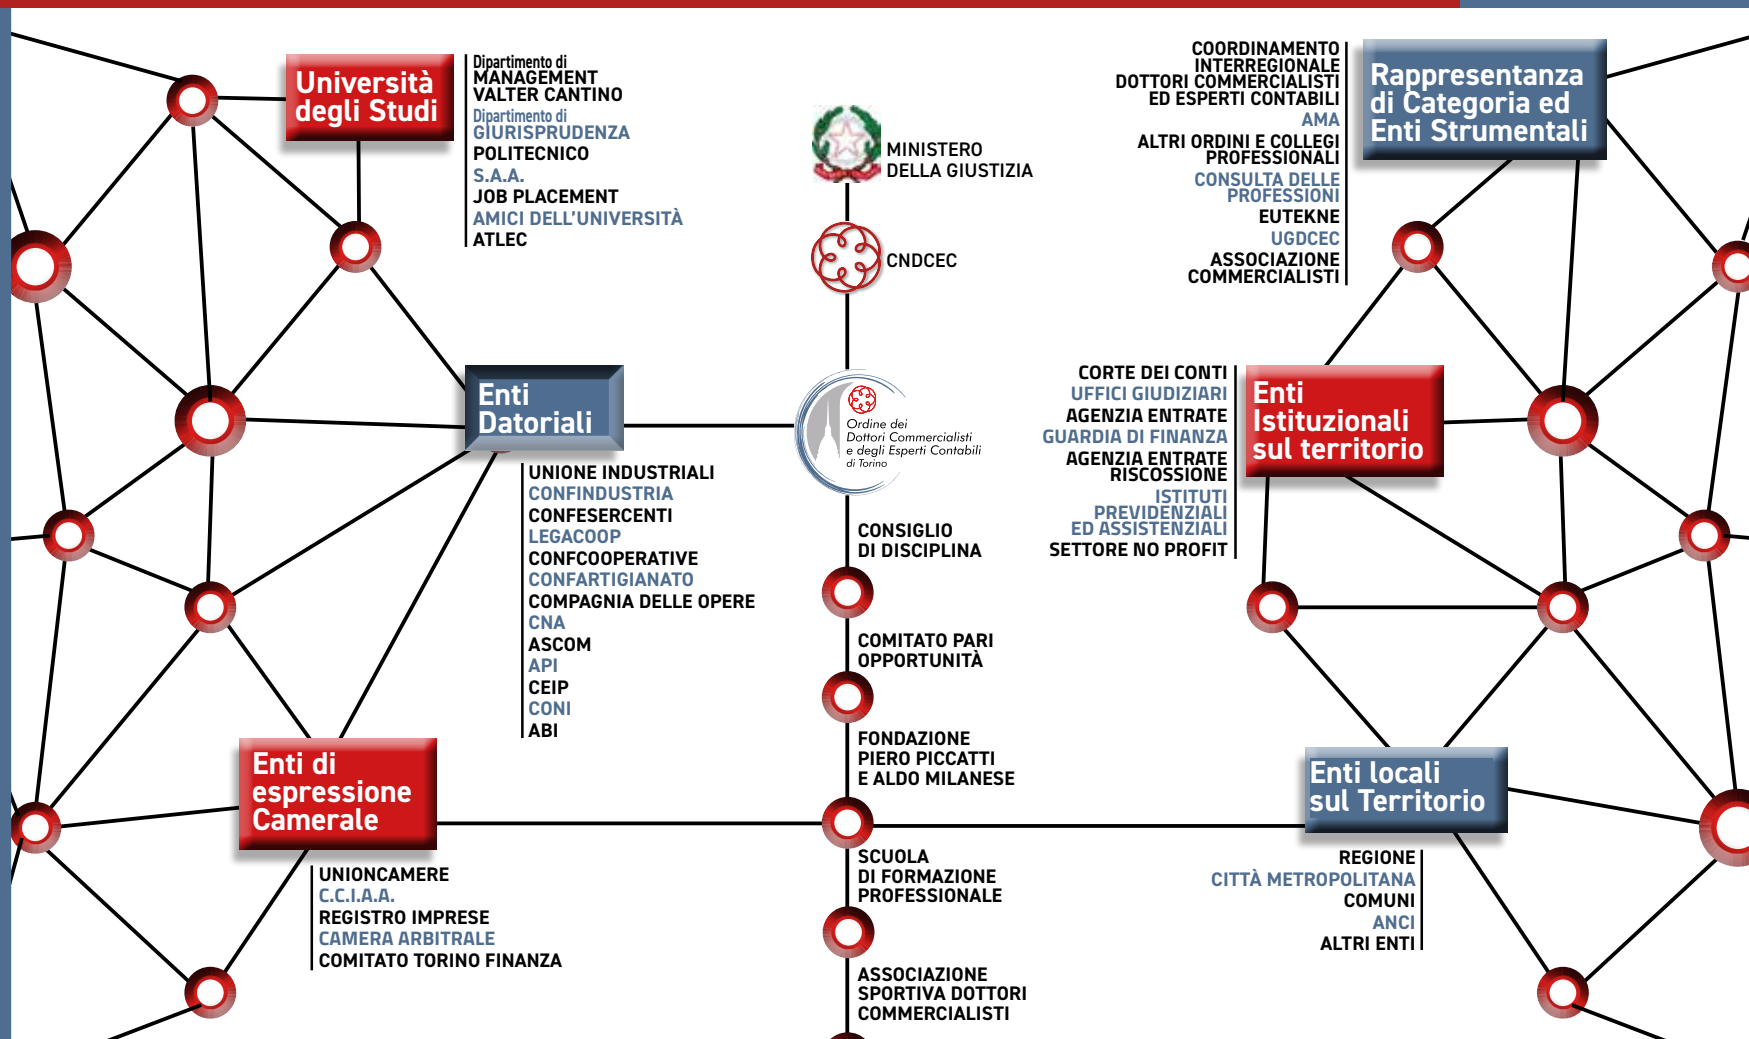 Università
degli Studi
Dipartimento di
MANAGEMENT
VALTER CANTINO
Dipartimento di
GIURISPRUDENZA
POLITECNICO
S.A.A.
JOB PLACEMENT
AMICI DELL'UNIVERSITÀ
ATLEC
MINISTERO
DELLA GIUSTIZIA
CNDCEC
COORDINAMENTO
INTERREGIONALE
DOTTORI COMMERCIALISTI
ED ESPERTI CONTABILI
AMA
ALTRI ORDINI E COLLEGI
PROFESSIONALI
CONSULTA DELLE
PROFESSIONI
EUTEKNE
UGDCEC
ASSOCIAZIONE
COMMERCIALISTI
Rappresentanza
di Categoria ed
Enti Strumentali
Enti
Datoriali
UNIONE INDUSTRIALI
CONFINDUSTRIA
CONFESERCENTI
LEGACOOP
CONFCOOPERATIVE
CONFARTIGIANATO
COMPAGNIA DELLE OPERE
CNA
ASCOM
API
CEIP
CONI
ABI
Ordine dei
Dottori Commercialisti
e degli Esperti Contabili
di Torino
CORTE DEI CONTI
UFFICI GIUDIZIARI
AGENZIA ENTRATE
GUARDIA DI FINANZA
AGENZIA ENTRATE
RISCOSSIONE
ISTITUTI
PREVIDENZIALI
ED ASSISTENZIALI
SETTORE NO PROFIT
Enti
Istituzionali
sul territorio
CONSIGLIO
DI DISCIPLINA
COMITATO PARI
OPPORTUNITÀ
FONDAZIONE
PIERO PICCATTI
E ALDO MILANESE
SCUOLA
DI FORMAZIONE
PROFESSIONALE
ASSOCIAZIONE
SPORTIVA DOTTORI
COMMERCIALISTI
Enti di
espressione
Camerale
UNIONCAMERE
C.C.I.A.A.
REGISTRO IMPRESE
CAMERA ARBITRALE
COMITATO TORINO FINANZA
Enti locali
sul Territorio
REGIONE
CITTÀ METROPOLITANA
COMUNI
ANCI
ALTRI ENTI